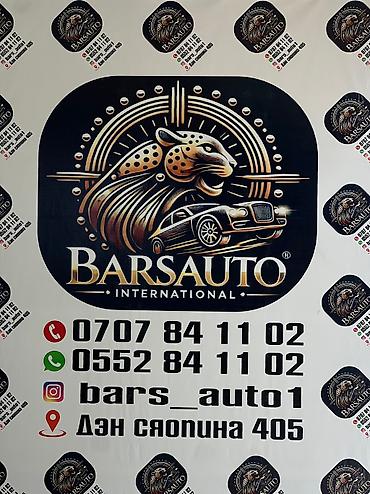 BARSAUTO®
• INTERNATIONAL •
0707 84 11 02
0552 84 11 02
bars_auto1
Дэн сяопина 405